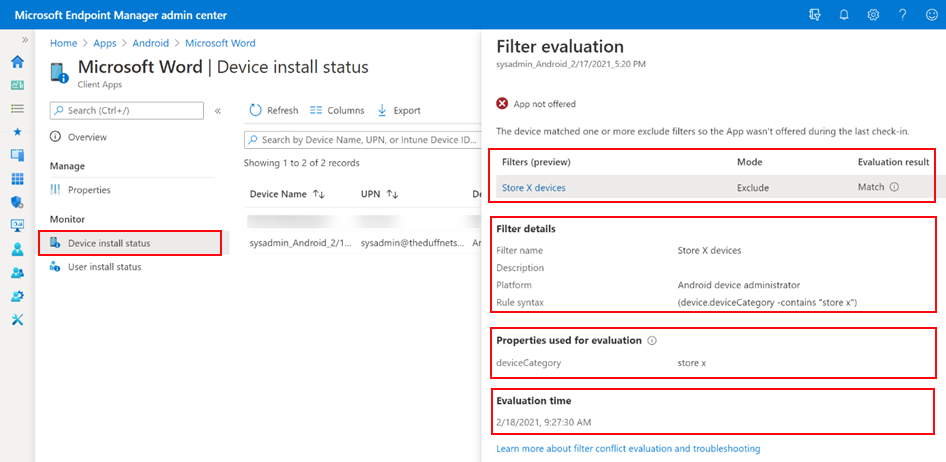 Microsoft Endpoint Manager admin center
Home > Apps > Android > Microsoft Word
Microsoft Word | Device install status
Client Apps
Search (Ctrl+/)
Overview
Manage
Properties
Monitor
Device install status
User install status
Refresh
Columns
Export
Search by Device Name, UPN, or Intune Device ID...
Showing 1 to 2 of 2 records
Device Name UPN De
sysadmin_Android_2/1... sysadmin@theduffnets... An
Filter evaluation
sysadmin_Android_2/17/2021_5:20 PM
App not offered
The device matched one or more exclude filters so the App wasn't offered during the last check-in.
Filters (preview) Mode Evaluation result
Store X devices Exclude Match
Filter details
Filter name Store X devices
Description
Platform Android device administrator
Rule syntax (device.deviceCategory -contains "store x")
Properties used for evaluation
deviceCategory store x
Evaluation time
2/18/2021, 9:27:30 AM
Learn more about filter conflict evaluation and troubleshooting